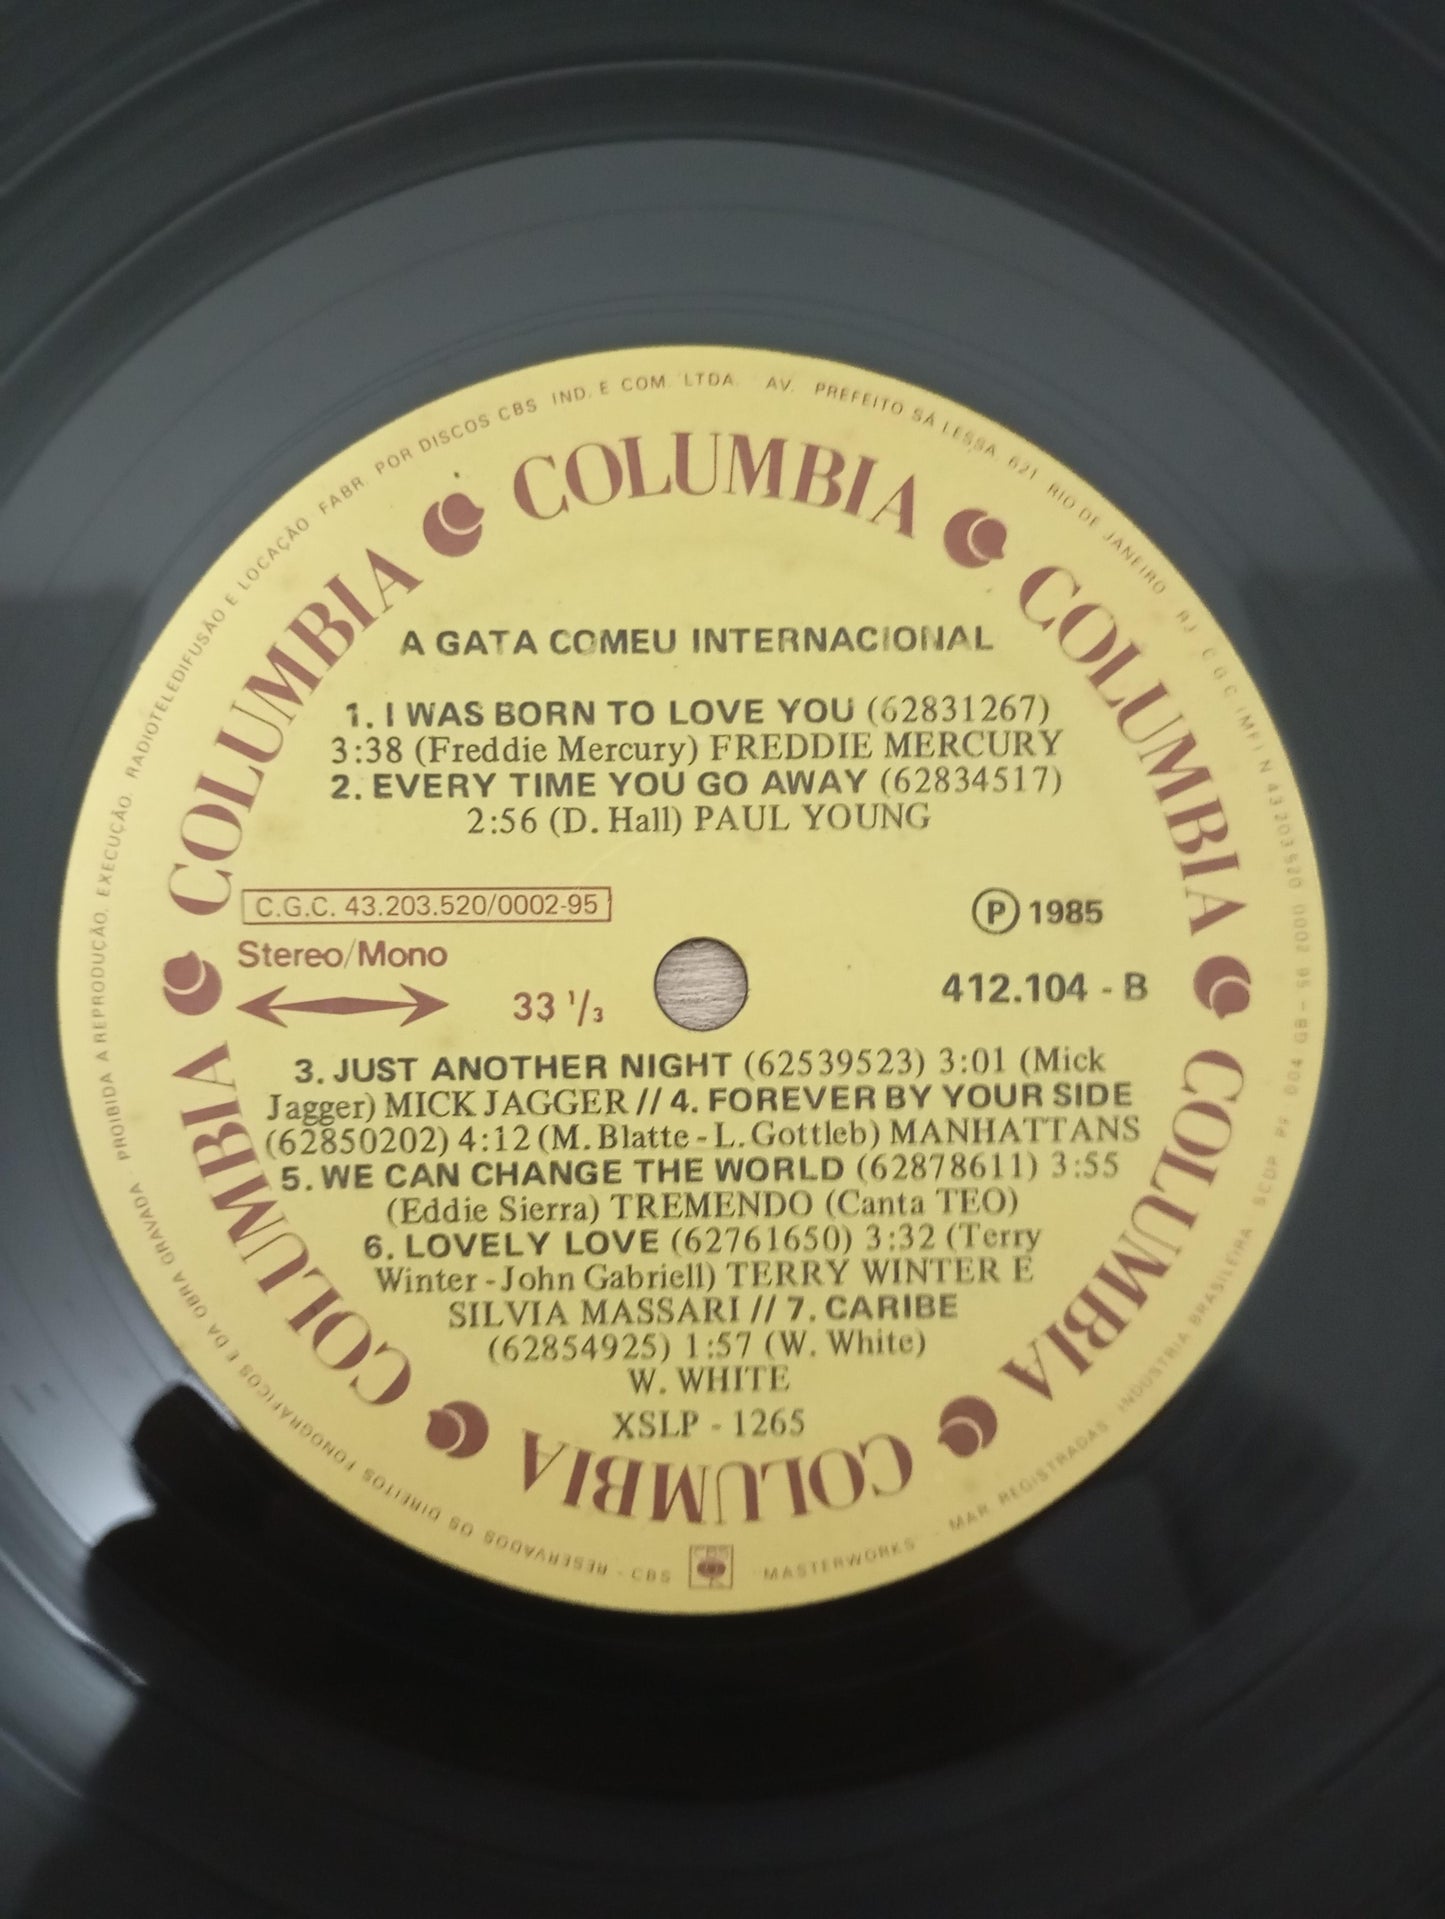 FABR. POR DISCOS CBS IND. E COM. LTDA. AV. PREFEITO SÁ LESSA 621 RIO DE JANEIRO RJ
COLUMBIA COLUMBIA COLUMBIA COLUMBIA COLUMBIA COLUMBIA
A GATA COMEU INTERNACIONAL
1. I WAS BORN TO LOVE YOU (62831267)
3:38 (Freddie Mercury) FREDDIE MERCURY
2. EVERY TIME YOU GO AWAY (62834517)
2:56 (D. Hall) PAUL YOUNG
C.G.C. 43.203.520/0002-95
Ⓟ 1985
Stereo/Mono
33 1/3
412.104 - B
3. JUST ANOTHER NIGHT (62539523) 3:01 (Mick
Jagger) MICK JAGGER // 4. FOREVER BY YOUR SIDE
(62850202) 4:12 (M. Blatte - L. Gottleb) MANHATTANS
5. WE CAN CHANGE THE WORLD (62878611) 3:55
(Eddie Sierra) TREMENDO (Canta TEO)
6. LOVELY LOVE (62761650) 3:32 (Terry
Winter - John Gabriell) TERRY WINTER E
SILVIA MASSARI // 7. CARIBE
(62854925) 1:57 (W. White)
W. WHITE
XSLP - 1265
INDUSTRIA BRASILEIRA
MAR. REGISTRADAS
MASTERWORKS
CBS
CBS - RESERVADOS OS DIREITOS FONOGRÁFICOS E DA OBRA GRAVADA. PROIBIDA A REPRODUÇÃO. EXECUÇÃO. RADIOTELEDIFUSÃO E LOCAÇÃO